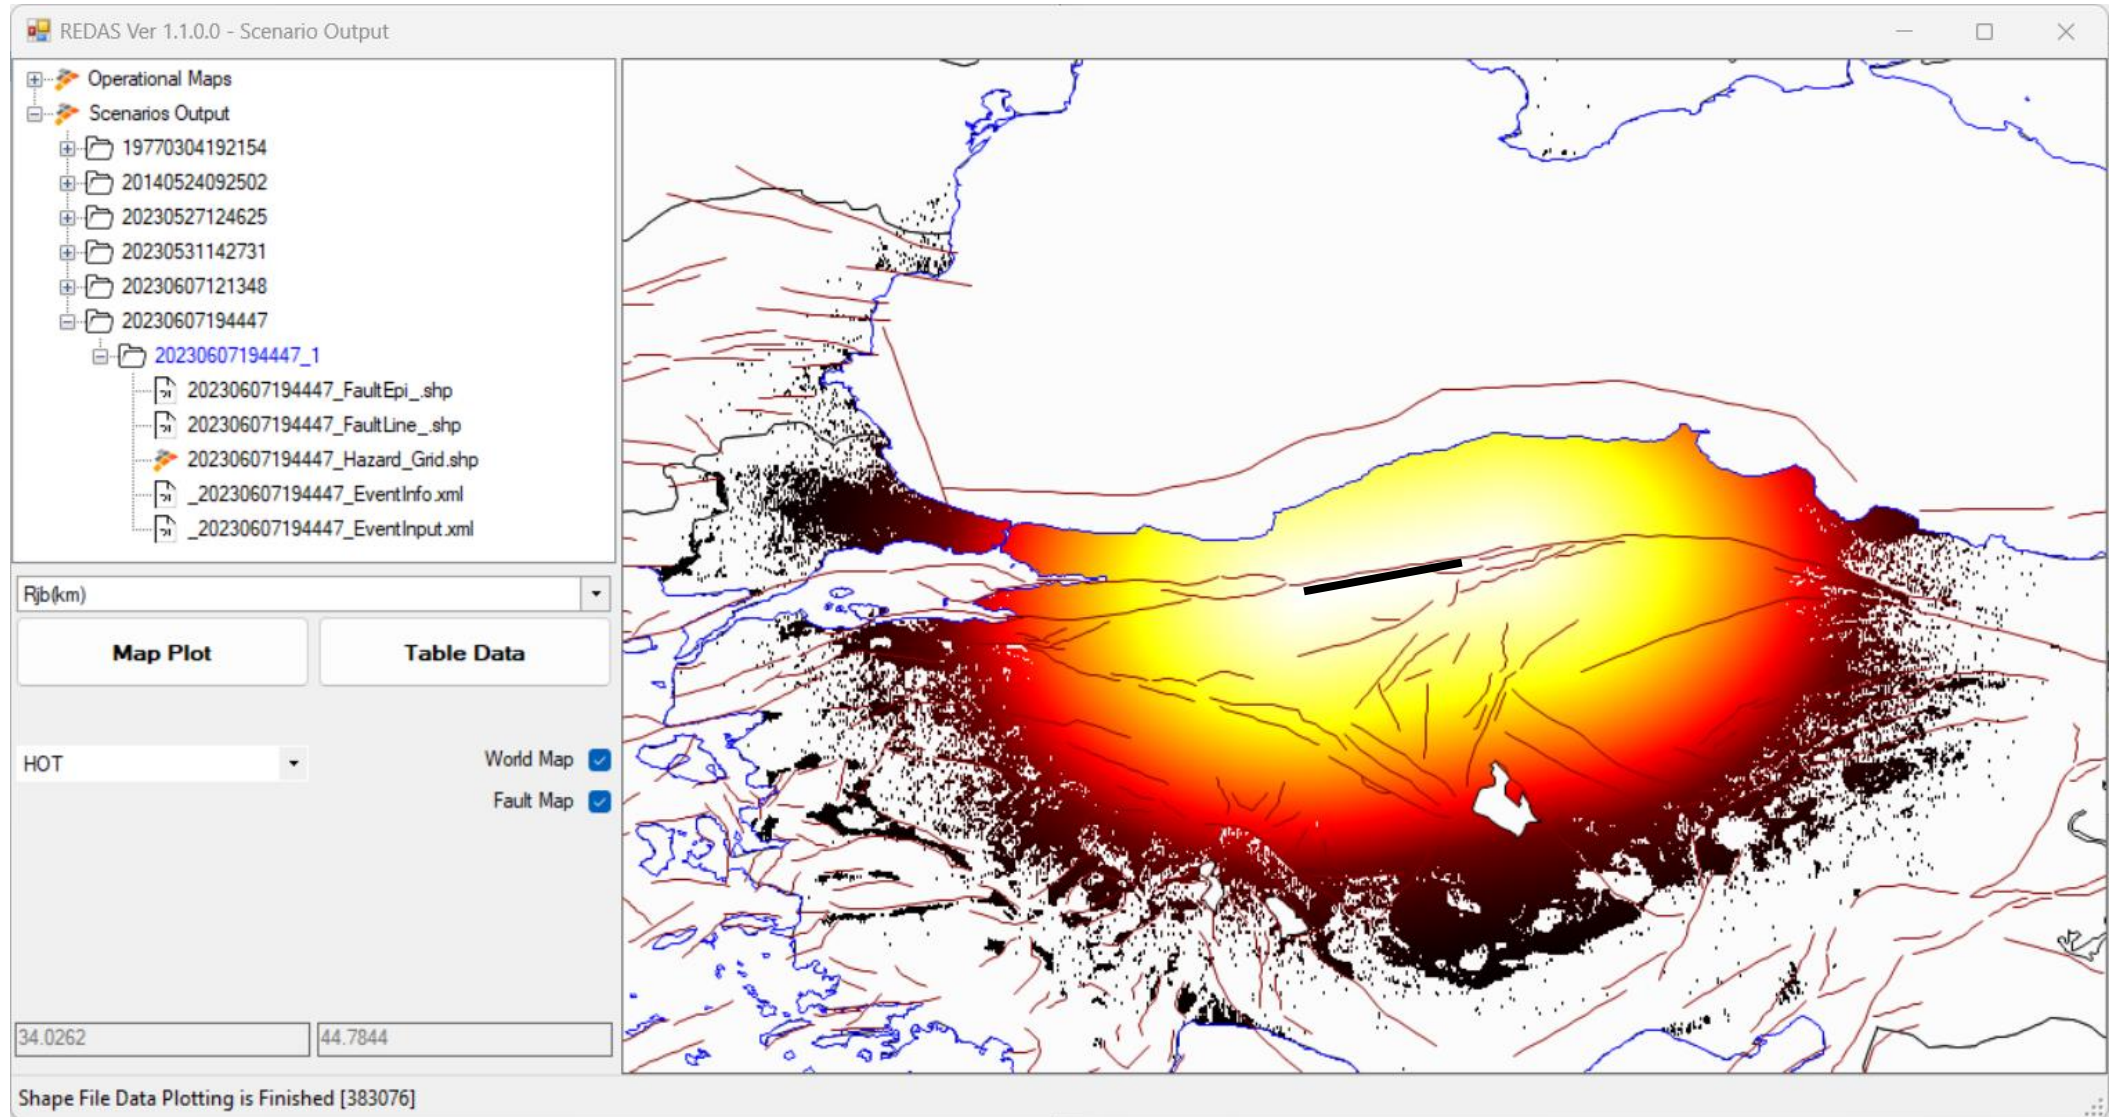 REDAS Ver 1.1.0.0 - Scenario Output
Operational Maps
Scenarios Output
19770304192154
20140524092502
20230527124625
20230531142731
20230607121348
20230607194447
20230607194447_1
20230607194447_FaultEpi_.shp
20230607194447_FaultLine_.shp
20230607194447_Hazard_Grid.shp
_20230607194447_EventInfo.xml
_20230607194447_EventInput.xml
Rjb(km)
Map Plot
Table Data
HOT
World Map
Fault Map
34.0262
44.7844
Shape File Data Plotting is Finished [383076]